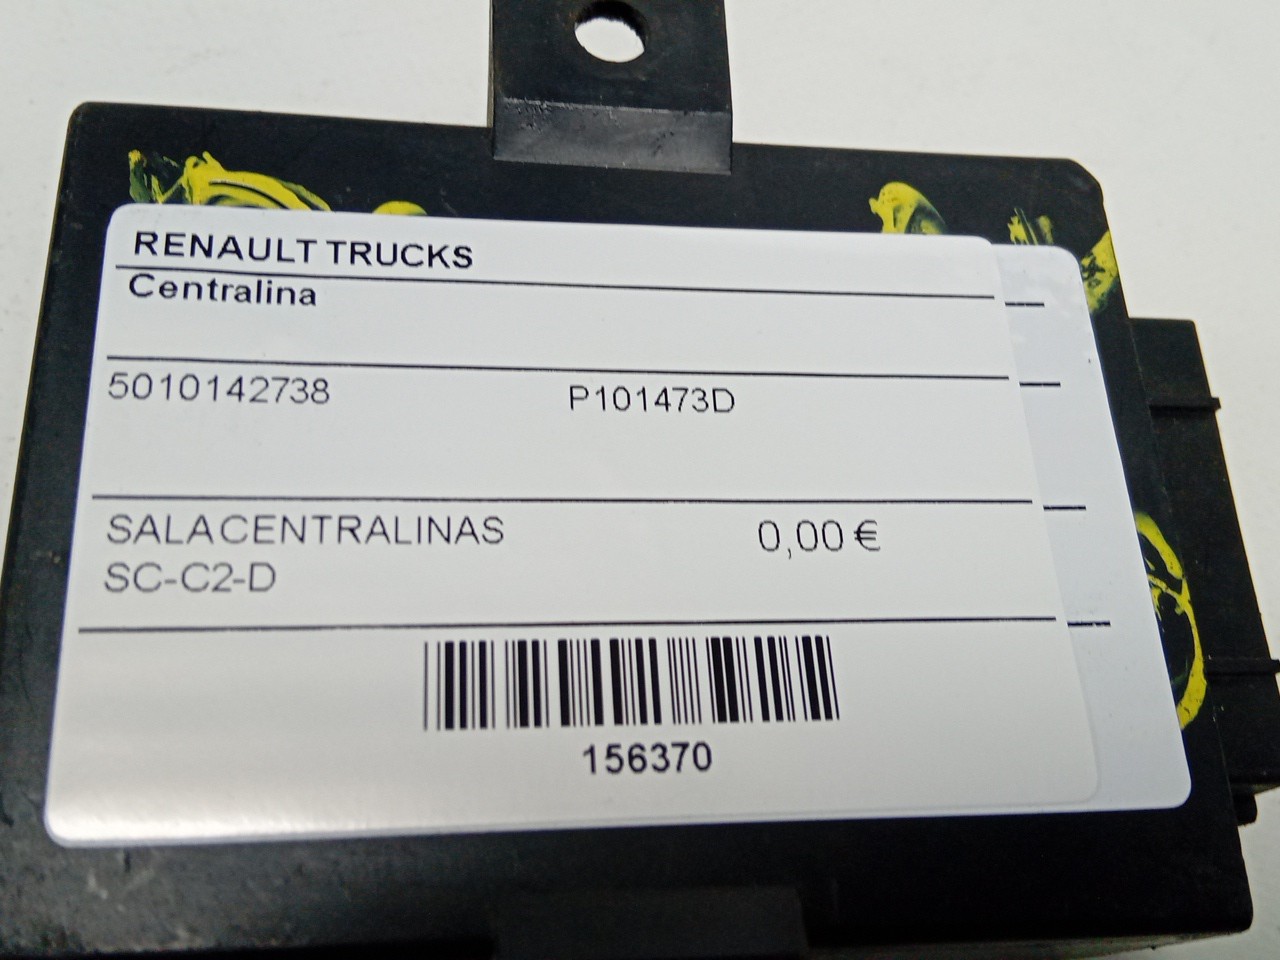 RENAULT TRUCKS
Centralina
5010142738 P101473D
SALACENTRALINAS 0,00 €
SC-C2-D
156370